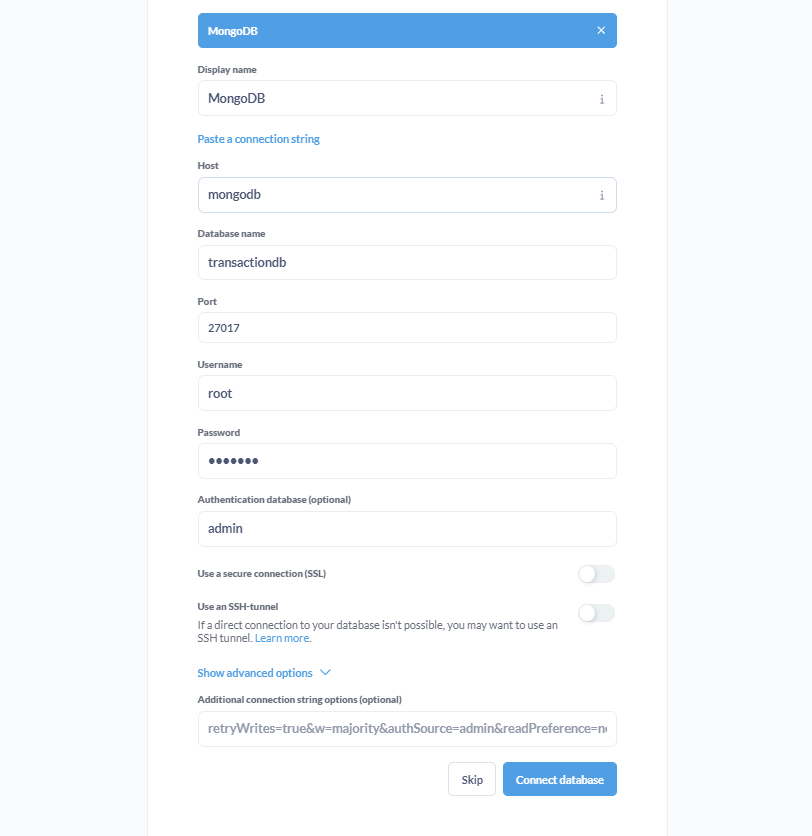 MongoDB
Display name
MongoDB
Paste a connection string
Host
mongodb
Database name
transactiondb
Port
27017
Username
root
Password
•••••••
Authentication database (optional)
admin
Use a secure connection (SSL)
Use an SSH-tunnel
If a direct connection to your database isn't possible, you may want to use an
SSH tunnel. Learn more.
Show advanced options
Additional connection string options (optional)
retryWrites=true&w=majority&authSource=admin&readPreference=
Skip
Connect database